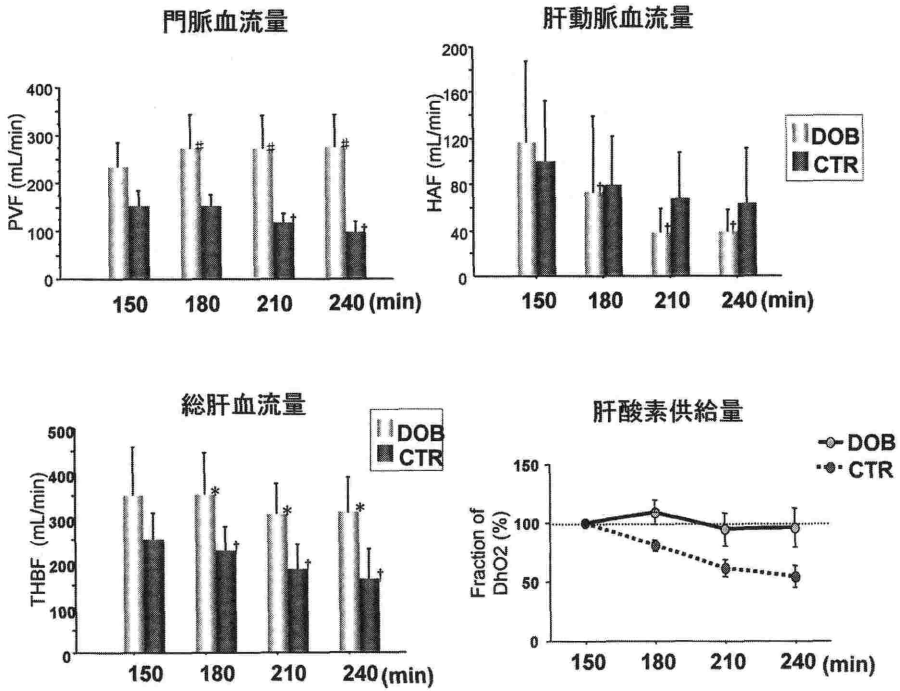 門脈血流量
PVF (mL/min)
400
300
200
100
0
#
#
#
†
†
150 180 210 240 (min)
肝動脈血流量
HAF (mL/min)
200
160
120
80
40
0
†
†
†
150 180 210 240 (min)
DOB
CTR
総肝血流量
THBF (mL/min)
500
400
300
200
100
0
*
*
*
†
†
†
150 180 210 240 (min)
DOB
CTR
肝酸素供給量
Fraction of
DhO2 (%)
150
100
50
0
150 180 210 240 (min)
DOB
CTR